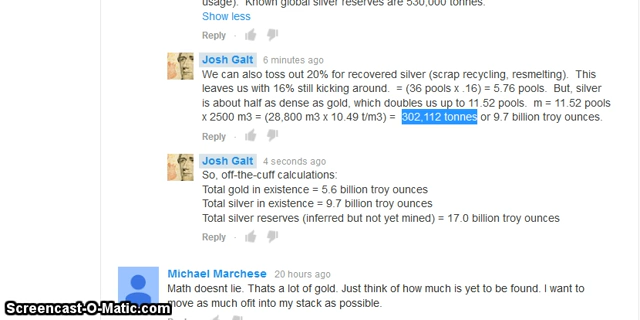 usage). Known global silver reserves are 530,000 tonnes.
Show less
Reply
Josh Galt 6 minutes ago
We can also toss out 20% for recovered silver (scrap recycling, resmelting). This
leaves us with 16% still kicking around. = (36 pools x .16) = 5.76 pools. But, silver
is about half as dense as gold, which doubles us up to 11.52 pools. m = 11.52 pools
x 2500 m3 = (28,800 m3 x 10.49 t/m3) = 302,112 tonnes or 9.7 billion troy ounces.
Reply
Josh Galt 4 seconds ago
So, off-the-cuff calculations:
Total gold in existence = 5.6 billion troy ounces
Total silver in existence = 9.7 billion troy ounces
Total silver reserves (inferred but not yet mined) = 17.0 billion troy ounces
Reply
Michael Marchese 20 hours ago
Math doesnt lie. Thats a lot of gold. Just think of how much is yet to be found. I want to
move as much ofit into my stack as possible.
Screencast-O-Matic.com